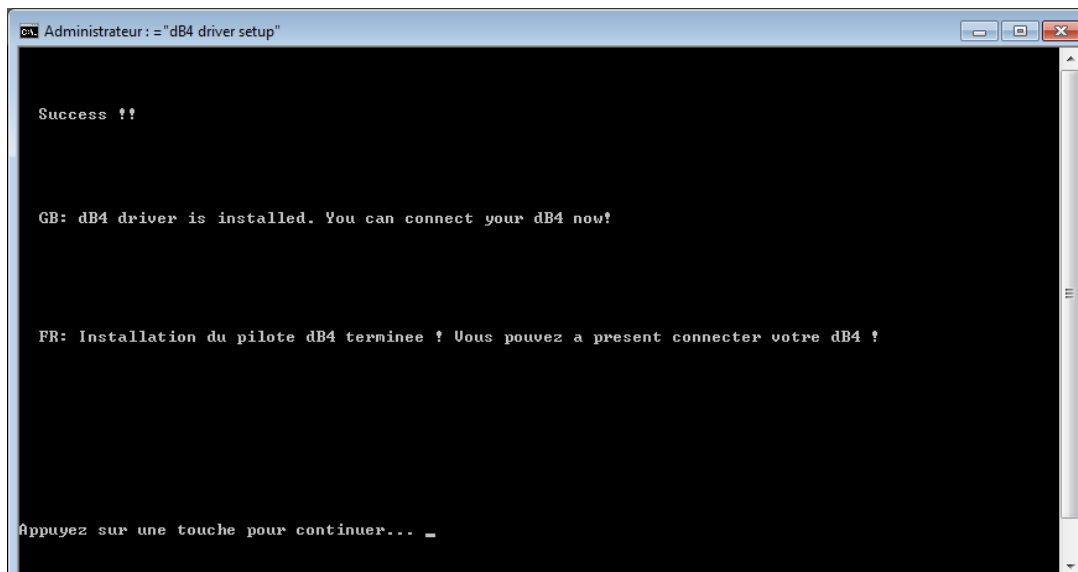 Administrateur : ="dB4 driver setup"
Success !!
GB: dB4 driver is installed. You can connect your dB4 now!
FR: Installation du pilote dB4 terminee ! Vous pouvez a present connecter votre dB4 !
Appuyez sur une touche pour continuer... _